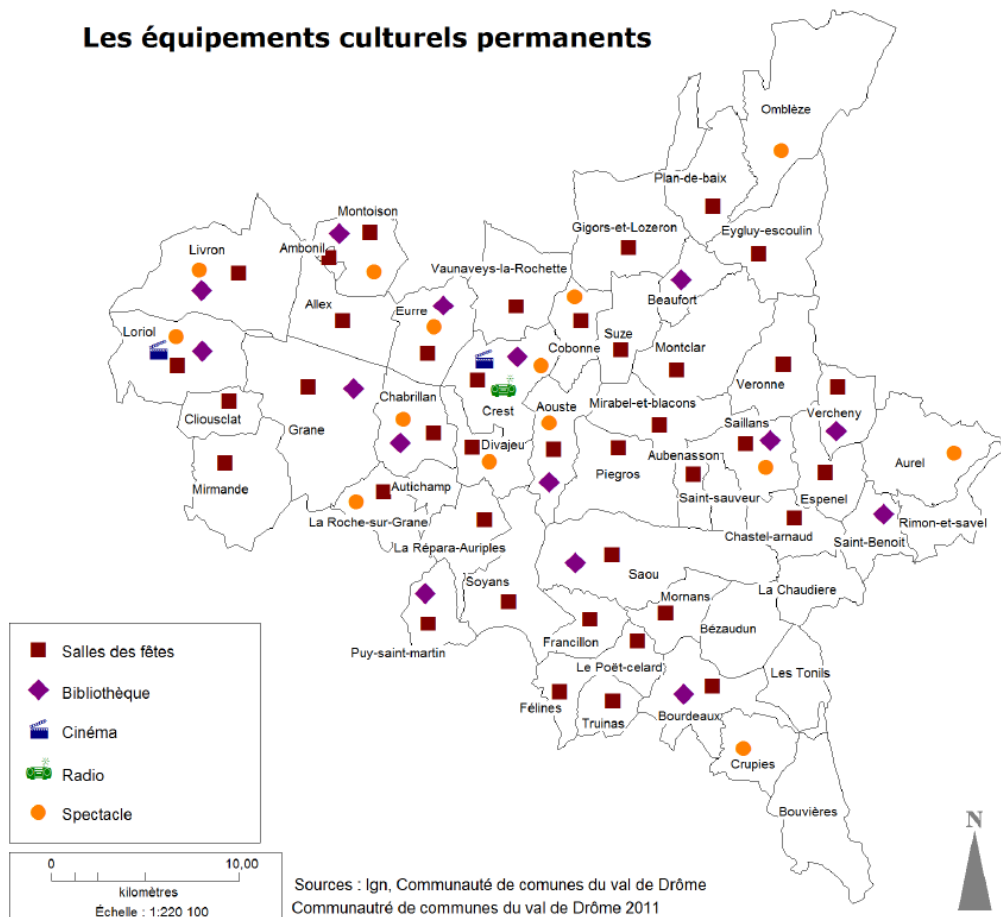 Les équipements culturels permanents
Omblèze
Plan-de-baix
Montoison
Gigors-et-Lozeron
Eygluy-escoulin
Livron
Ambonil
Vaunaveys-la-Rochette
Beaufort
Allex
Eurre
Loriol
Suze
Cobonne
Montclar
Veronne
Chabrillan
Crest
Aouste
Mirabel-et-blacons
Vercheny
Cliousclat
Grane
Saillans
Divajeu
Aubenasson
Aurel
Piegros
Mirmande
Autichamp
Saint-sauveur
Espenel
La Roche-sur-Grane
Chastel-arnaud
Rimon-et-savel
Saint-Benoit
La Répara-Auriples
Saou
Soyans
La Chaudiere
Mornans
Bézaudun
Francillon
Puy-saint-martin
Le Poët-celard
Les Tonils
Félines
Truinas
Bourdeaux
Crupies
Bouvières
Salles des fêtes
Bibliothèque
Cinéma
Radio
Spectacle
0 10,00
kilomètres
Échelle : 1:220 100
N
Sources : Ign, Communauté de comunes du val de Drôme
Communautré de communes du val de Drôme 2011